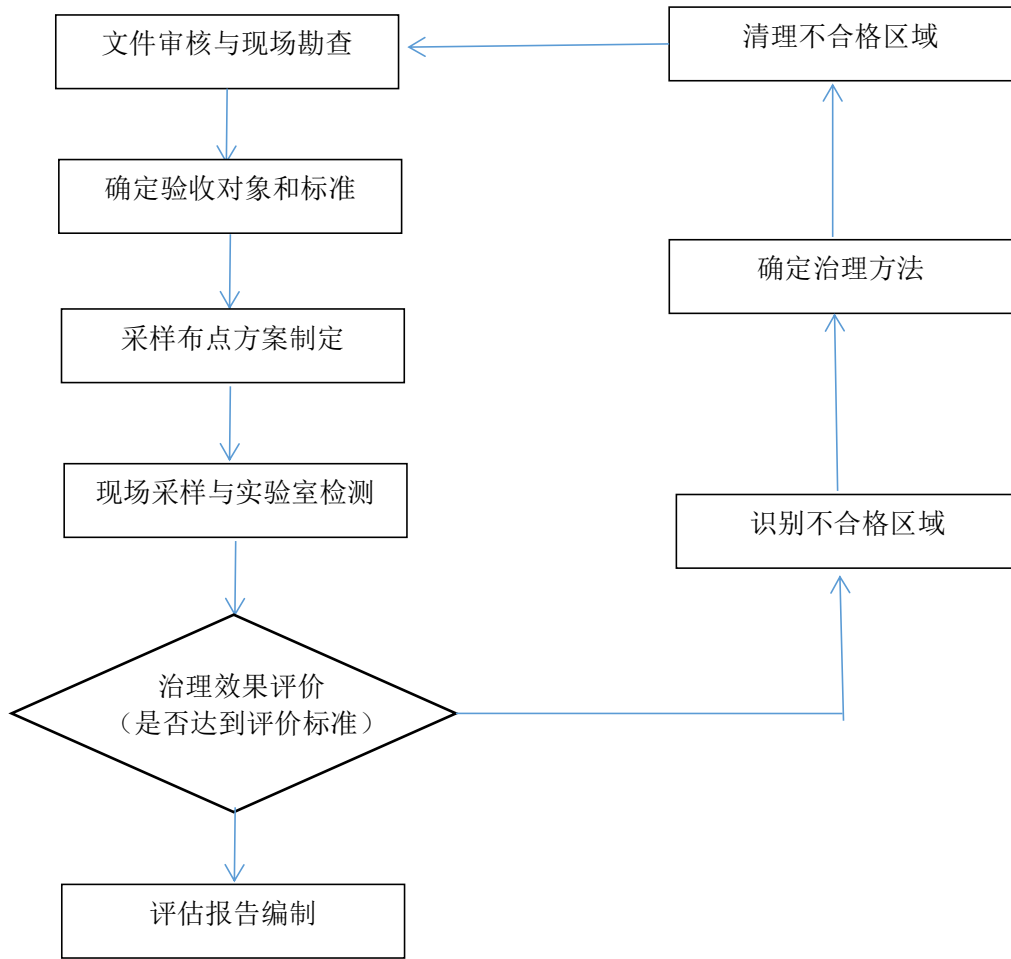 文件审核与现场勘查
清理不合格区域
确定验收对象和标准
确定治理方法
采样布点方案制定
现场采样与实验室检测
识别不合格区域
治理效果评价
（是否达到评价标准）
评估报告编制